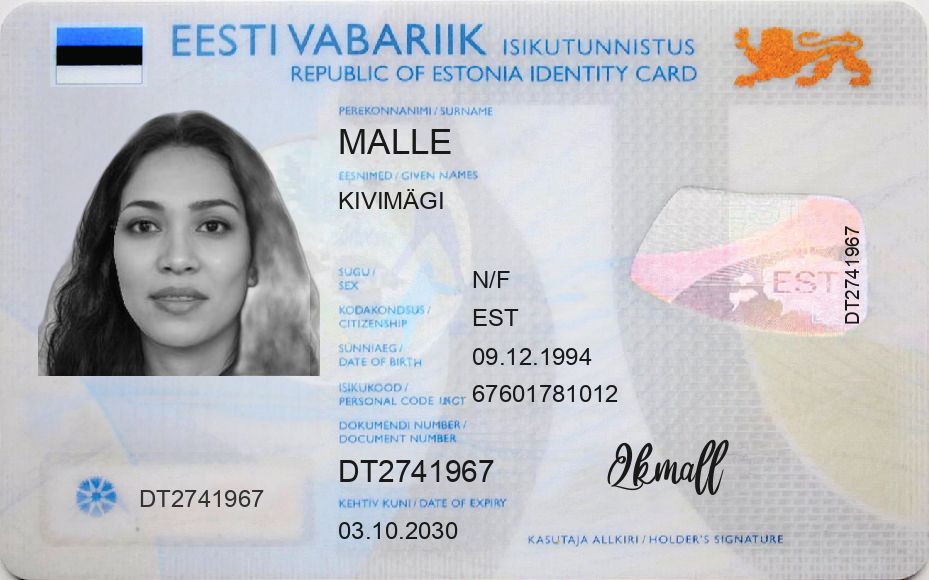 EESTI VABARIIK ISIKUTUNNISTUS
REPUBLIC OF ESTONIA IDENTITY CARD
PEREKONNANIMI / SURNAME
MALLE
EESNIMED / GIVEN NAMES
KIVIMÄGI
SUGU /
SEX
N/F
KODAKONDSUS /
CITIZENSHIP
EST
SÜNNIAEG /
DATE OF BIRTH
09.12.1994
ISIKUKOOD /
PERSONAL CODE
67601781012
DOKUMENDI NUMBER /
DOCUMENT NUMBER
DT2741967
KEHTIV KUNI / DATE OF EXPIRY
03.10.2030
DT2741967
EST
DT2741967
KASUTAJA ALLKIRI / HOLDER'S SIGNATURE